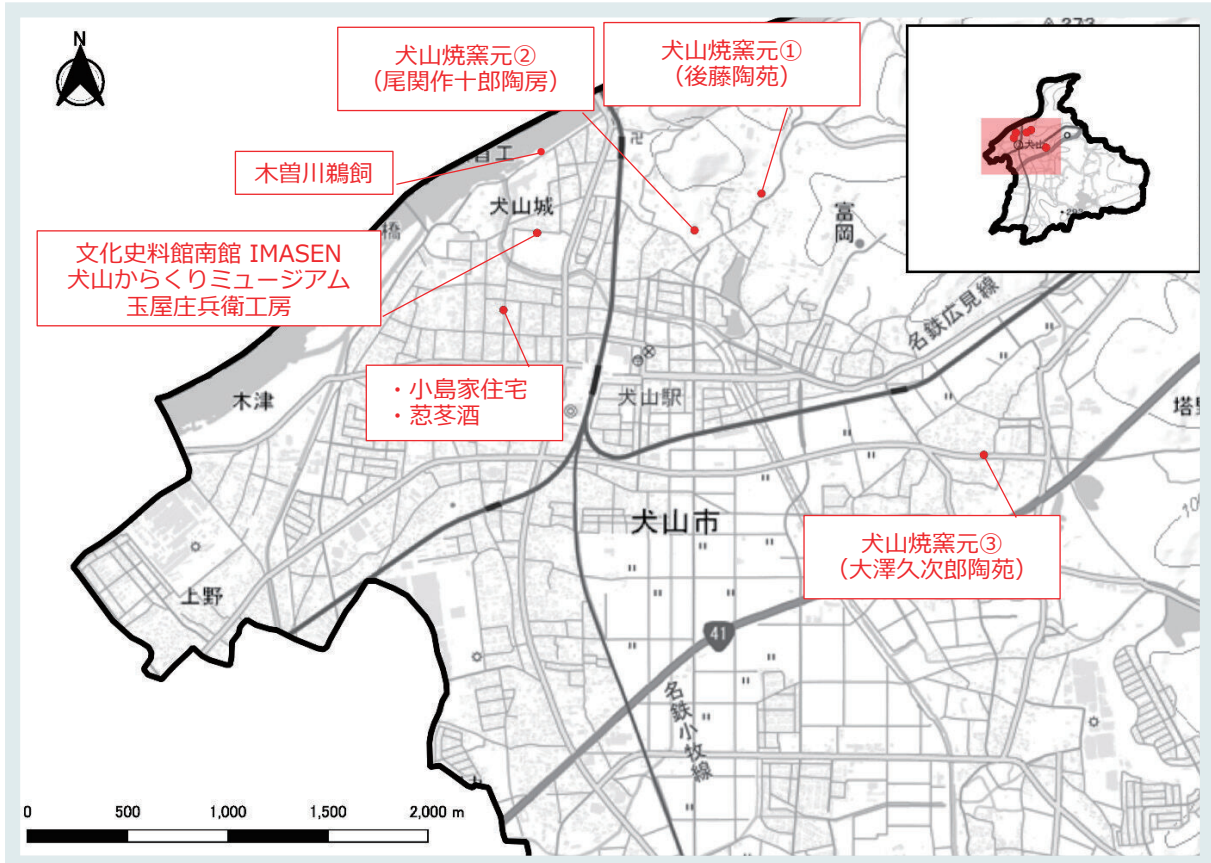 N
犬山焼窯元②
（尾関作十郎陶房）
犬山焼窯元①
（後藤陶苑）
273
木曽川鵜飼
犬山城
橋
富岡
犬山
文化史料館南館 IMASEN
犬山からくりミュージアム
玉屋庄兵衛工房
名鉄広見線
・小島家住宅
・忍冬酒
犬山駅
木津
犬山市
犬山焼窯元③
（大澤久次郎陶苑）
上野
41
名鉄小牧線
0 500 1,000 1,500 2,000 m